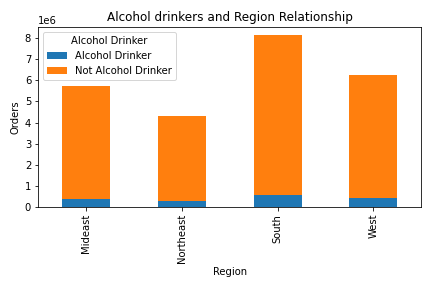 Alcohol drinkers and Region Relationship
1e6
Alcohol Drinker
Alcohol Drinker
Not Alcohol Drinker
8
7
6
5
4
3
2
1
0
Orders
Mideast
Northeast
South
West
Region